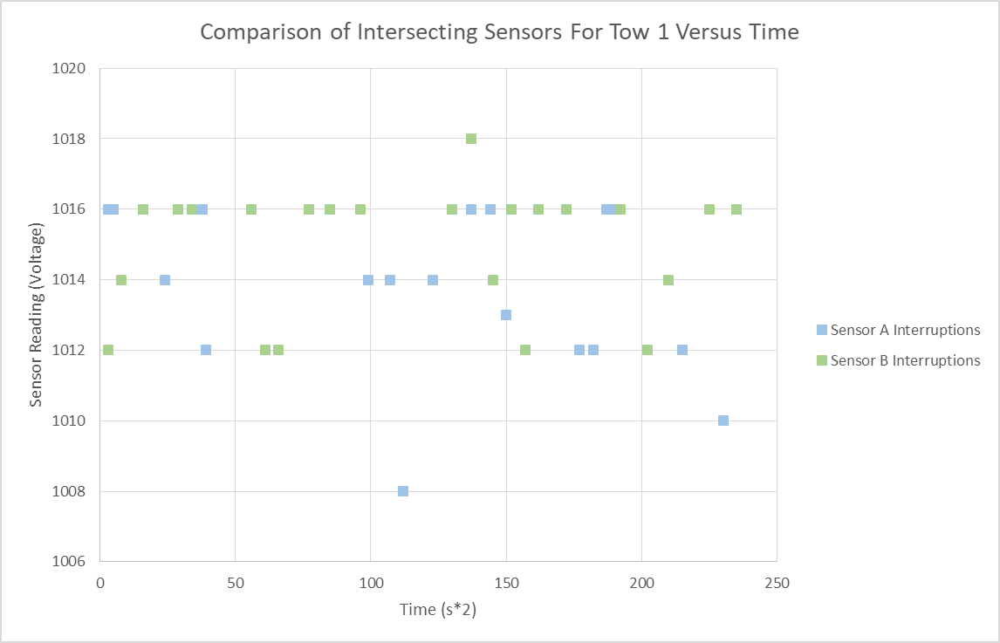 Comparison of Intersecting Sensors For Tow 1 Versus Time
1020
1018
1016
1014
1012
1010
1008
1006
Sensor Reading (Voltage)
0 50 100 150 200 250
Time (s*2)
Sensor A Interruptions
Sensor B Interruptions